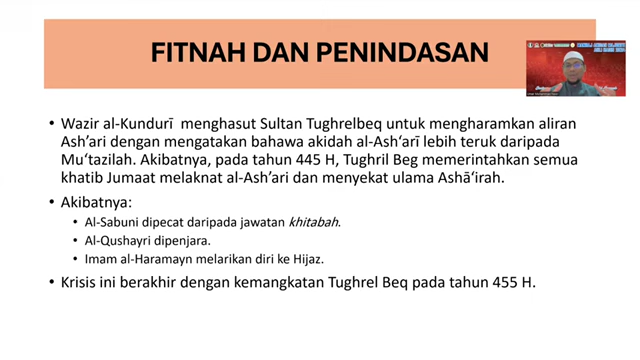 FITNAH DAN PENINDASAN
• Wazir al-Kundurī menghasut Sultan Tughrelbeq untuk mengharamkan aliran
Ash'ari dengan mengatakan bahawa akidah al-Ash‘arī lebih teruk daripada
Mu'tazilah. Akibatnya, pada tahun 445 H, Tughril Beg memerintahkan semua
khatib Jumaat melaknat al-Ash'ari dan menyekat ulama Ashā‘irah.
• Akibatnya:
• Al-Sabuni dipecat daripada jawatan khitabah.
• Al-Qushayri dipenjara.
• Imam al-Haramayn melarikan diri ke Hijaz.
• Krisis ini berakhir dengan kemangkatan Tughrel Beq pada tahun 455 H.